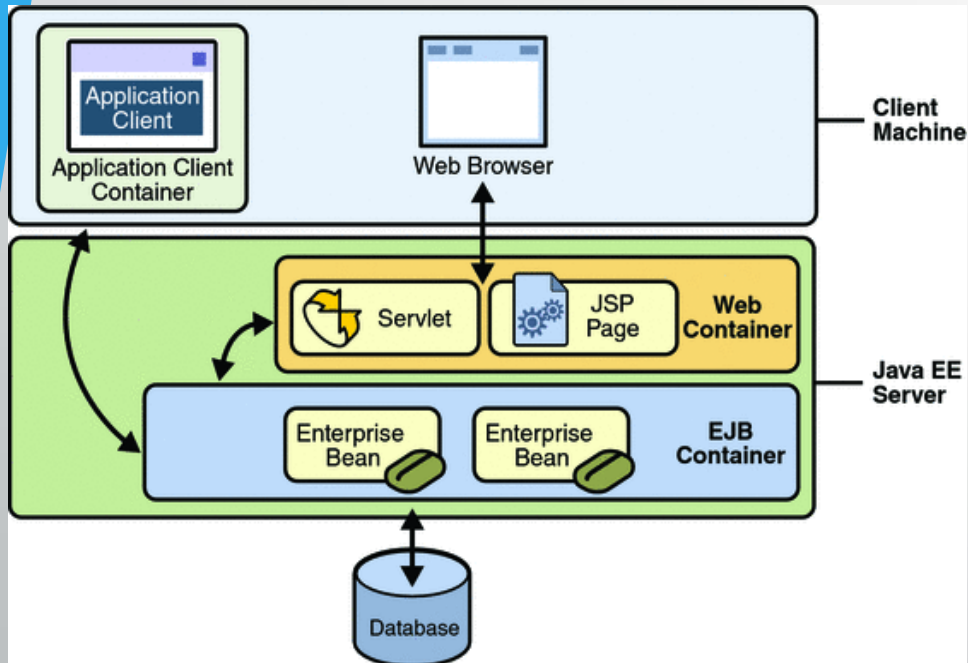 Application
Client
Application Client
Container
Web Browser
Client
Machine
Servlet
JSP
Page
Web
Container
Java EE
Server
Enterprise
Bean
Enterprise
Bean
EJB
Container
Database